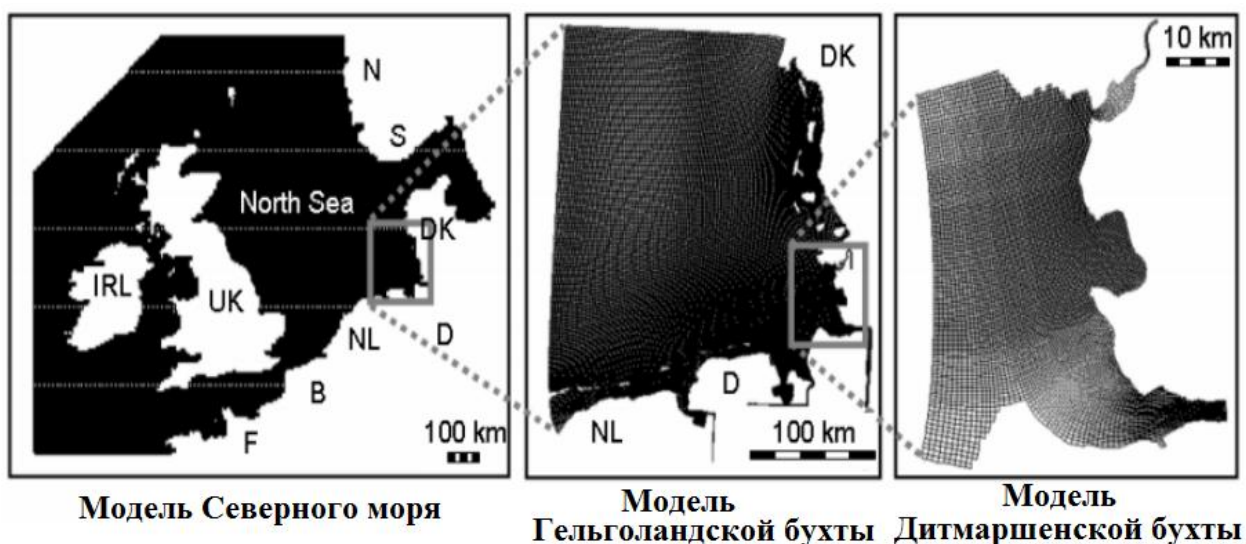 N
S
North Sea
DK
IRL
UK
NL
D
B
F
100 km
DK
D
NL
100 km
10 km
Модель Северного моря
Модель
Гельголандской бухты
Модель
Дитмаршенской бухты